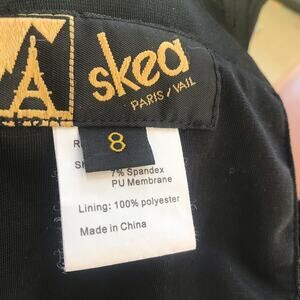 skea
PARIS / VAIL
8
7% Spandex
PU Membrane
Lining: 100% polyester
Made in China